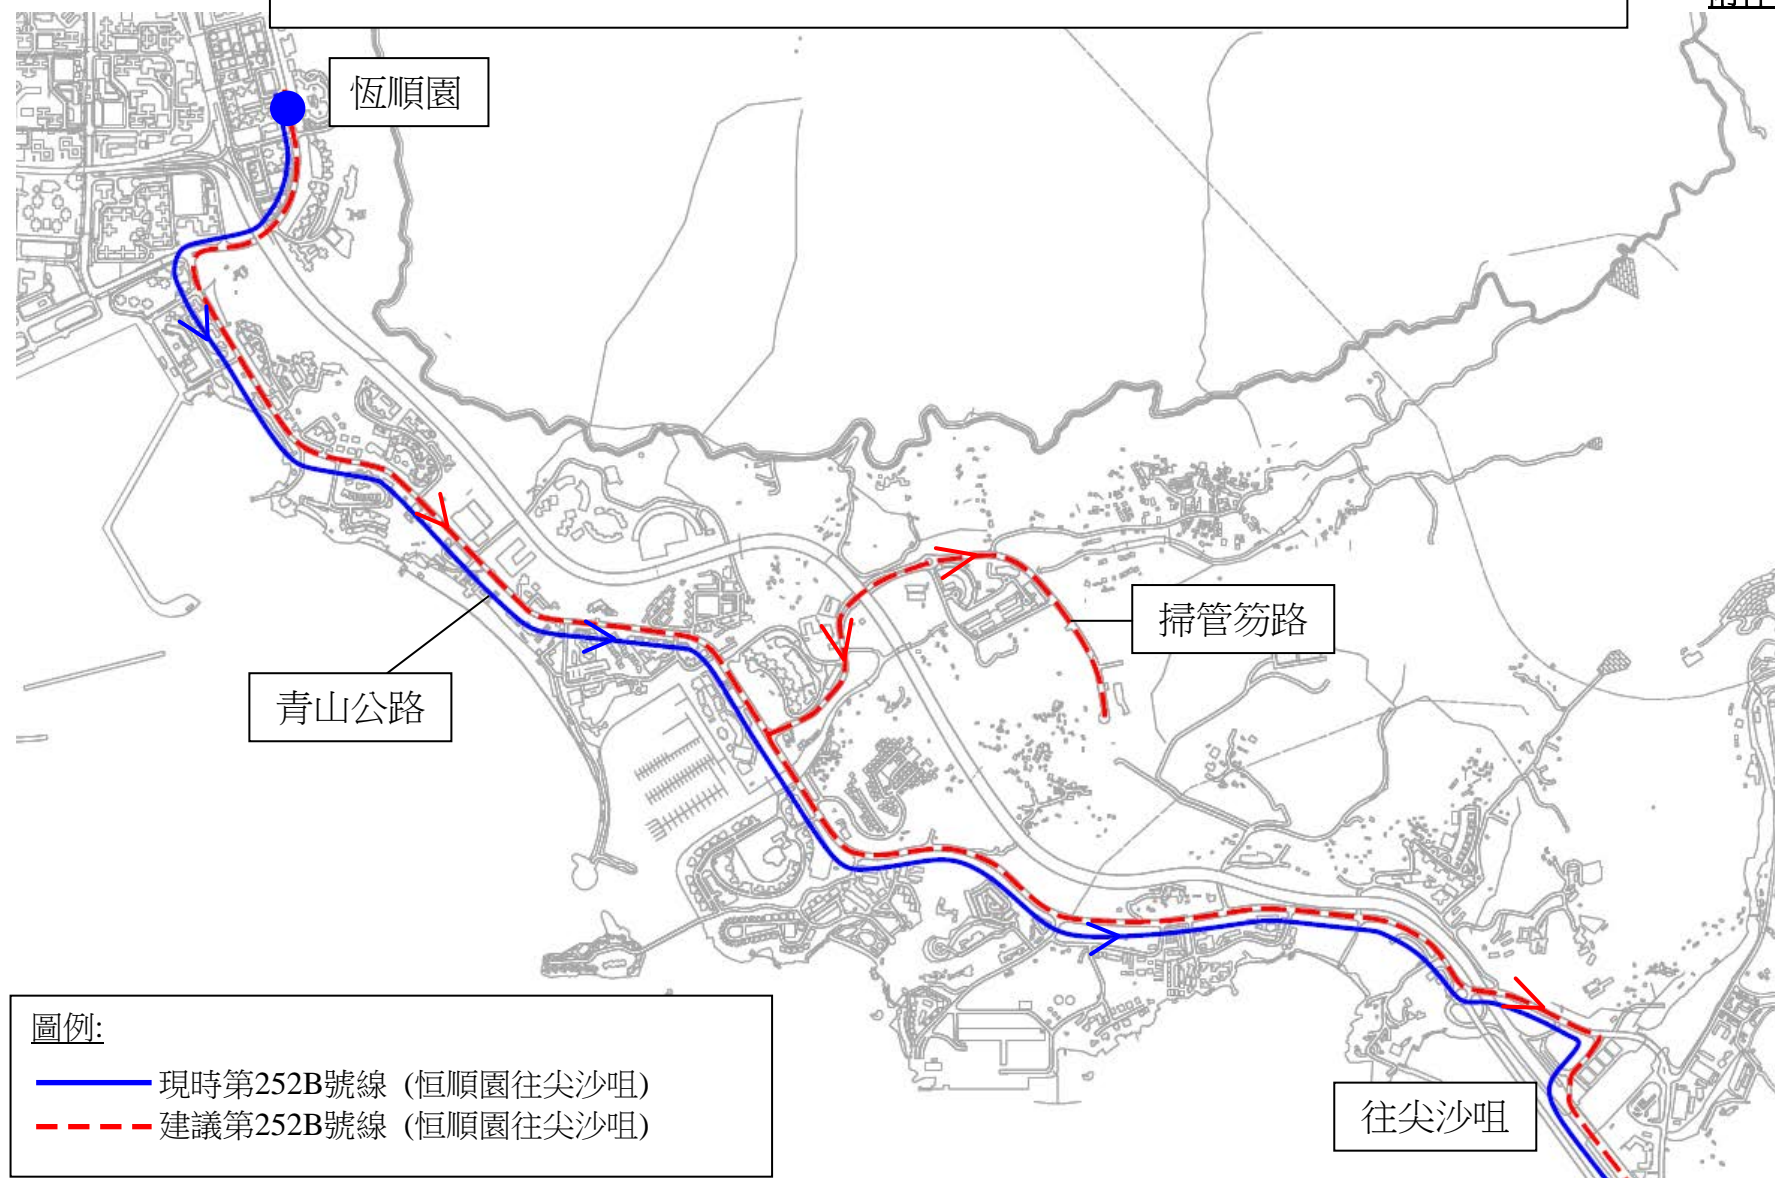 恆順園
掃管笏路
青山公路
圖例:
現時第252B號線 (恒順園往尖沙咀)
建議第252B號線 (恒順園往尖沙咀)
往尖沙咀